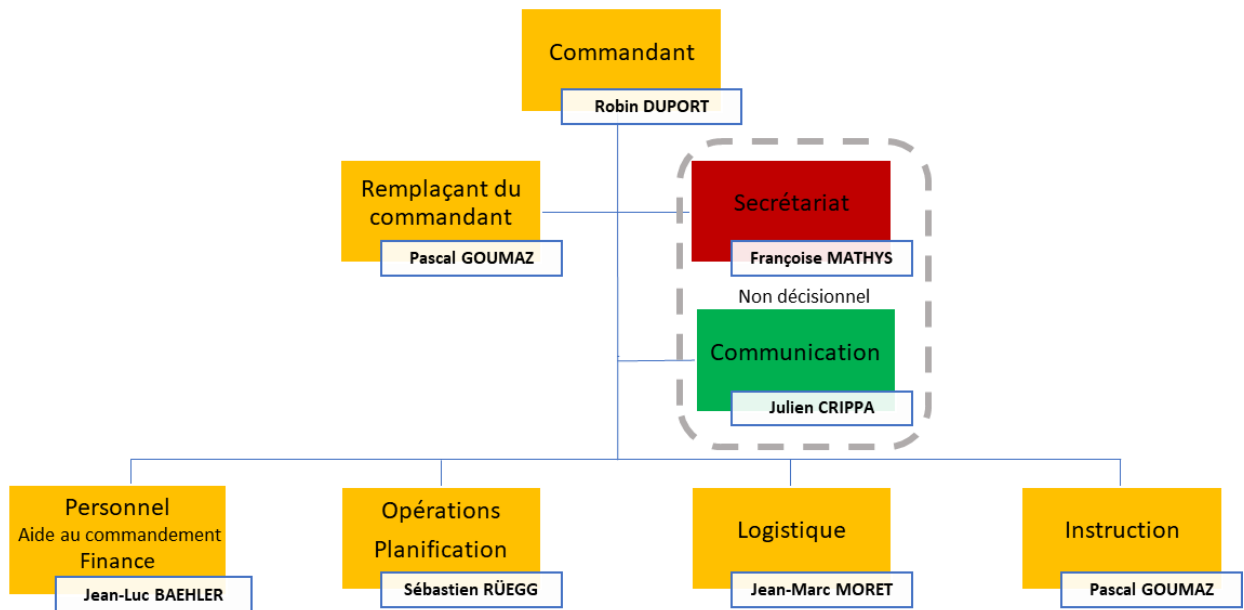 Commandant
Robin DUPORT
Remplaçant du
commandant
Pascal GOUMAZ
Secrétariat
Françoise MATHYS
Non décisionnel
Communication
Julien CRIPPA
Personnel
Aide au commandement
Finance
Jean-Luc BAEHLER
Opérations
Planification
Sébastien RÜEGG
Logistique
Jean-Marc MORET
Instruction
Pascal GOUMAZ